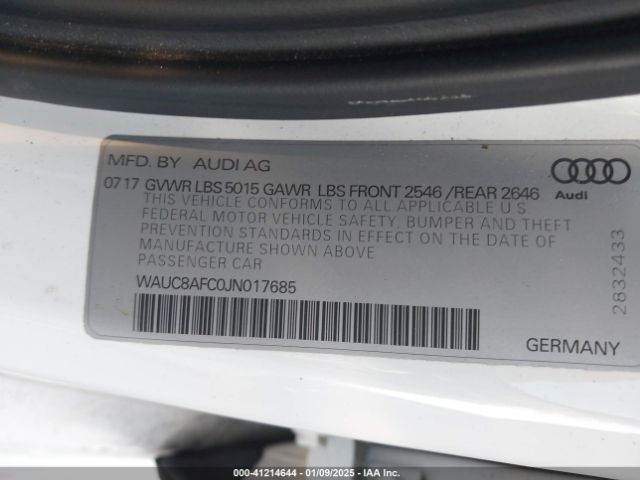 MFD. BY AUDI AG
0717 GVWR LBS 5015 GAWR LBS FRONT 2546 /REAR 2646
Audi
THIS VEHICLE CONFORMS TO ALL APPLICABLE U.S.
FEDERAL MOTOR VEHICLE SAFETY, BUMPER AND THEFT
PREVENTION STANDARDS IN EFFECT ON THE DATE OF
MANUFACTURE SHOWN ABOVE
PASSENGER CAR
WAUC8AFC0JN017685
2832433
GERMANY
000-41214644 — 01/09/2025 — IAA Inc.